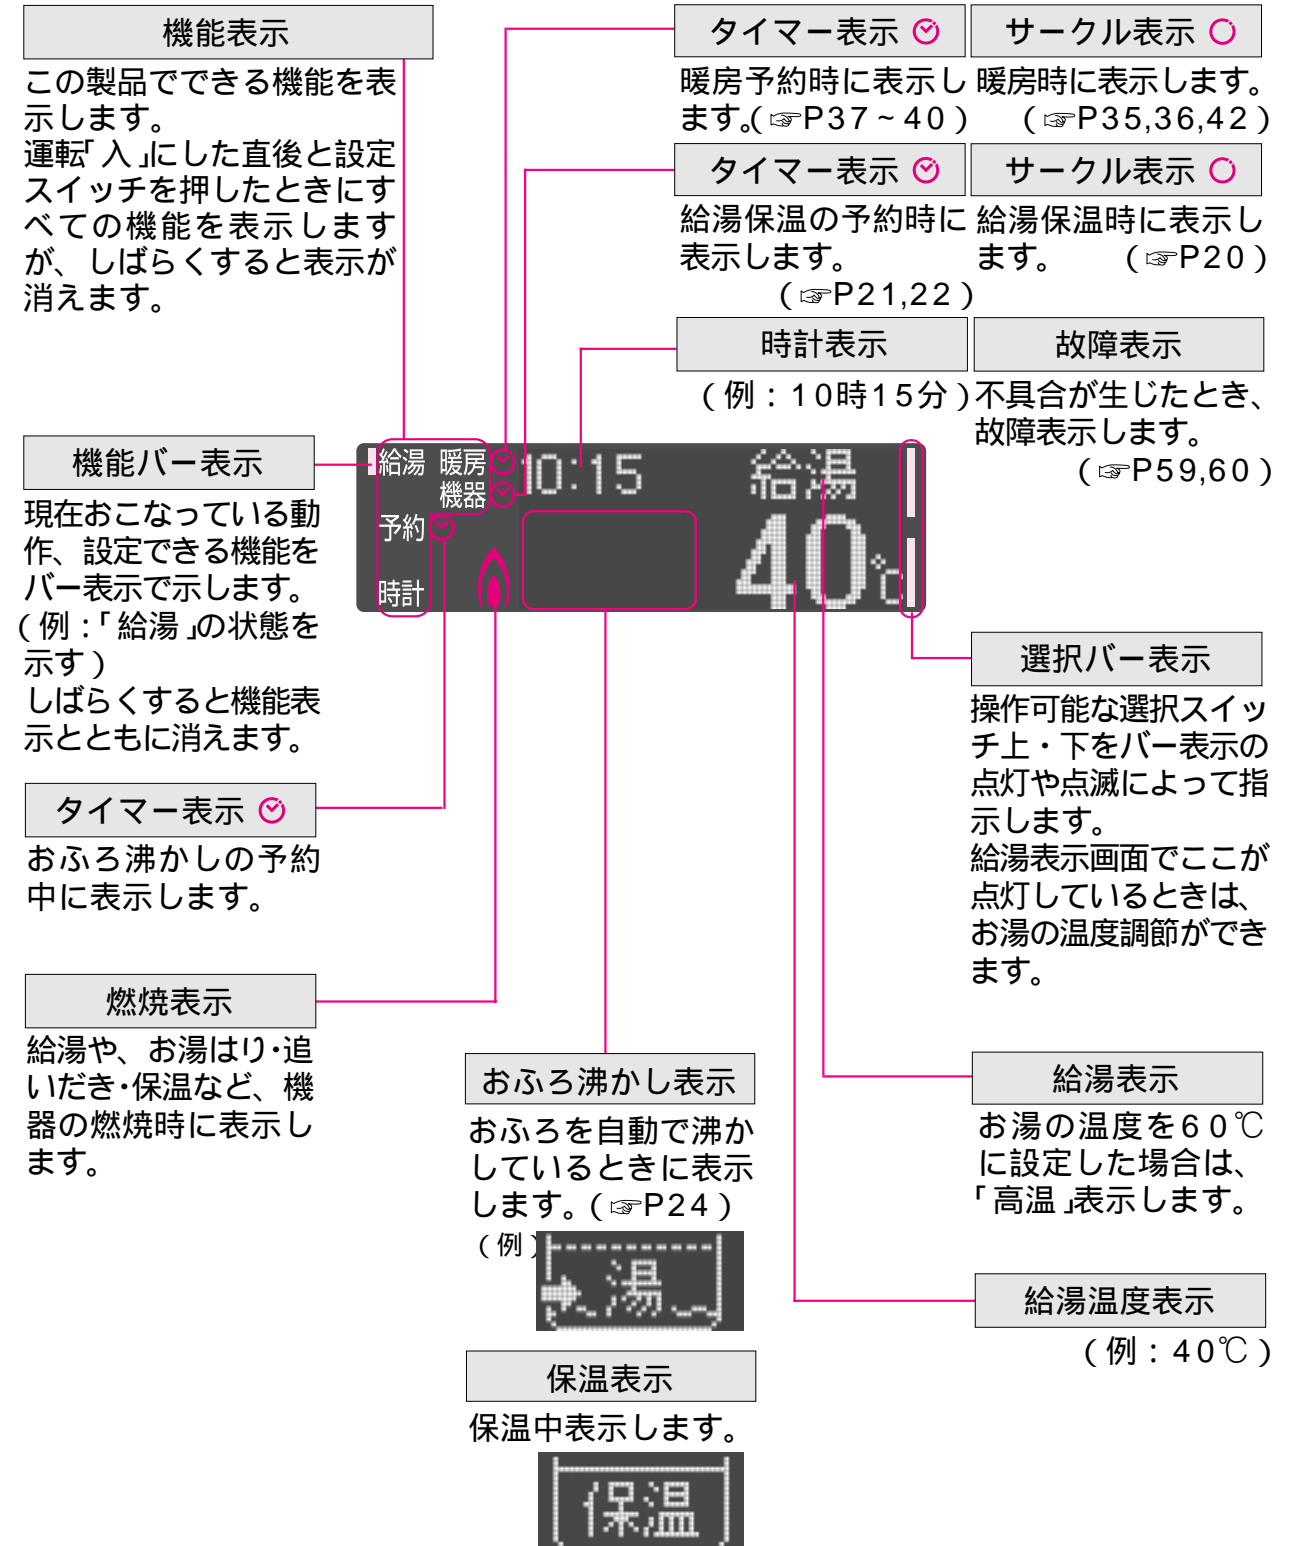 機能表示
この製品でできる機能を表
示します。
運転「入」にした直後と設定
スイッチを押したときにす
べての機能を表示します
が、しばらくすると表示が
消えます。
タイマー表示
暖房予約時に表示し
ます。(☞P37~40)
サークル表示
暖房時に表示します。
(☞P35,36,42)
タイマー表示
給湯保温の予約時に
表示します。
(☞P21,22)
サークル表示
給湯保温時に表示し
ます。 (☞P20)
時計表示
(例:10時15分)
故障表示
不具合が生じたとき、
故障表示します。
(☞P59,60)
機能バー表示
現在おこなっている動
作、設定できる機能を
バー表示で示します。
(例:「給湯」の状態を
示す)
しばらくすると機能表
示とともに消えます。
給湯 暖房 10:15 給湯
機器
予約
時計
40℃
選択バー表示
操作可能な選択スイッ
チ上・下をバー表示の
点灯や点滅によって指
示します。
給湯表示画面でここが
点灯しているときは、
お湯の温度調節ができ
ます。
タイマー表示
おふろ沸かしの予約
中に表示します。
燃焼表示
給湯や、お湯はり・追
いだき・保温など、機
器の燃焼時に表示し
ます。
おふろ沸かし表示
おふろを自動で沸か
しているときに表示
します。(☞P24)
(例)
湯
保温表示
保温中表示します。
保温
給湯表示
お湯の温度を60℃
に設定した場合は、
「高温」表示します。
給湯温度表示
(例:40℃)